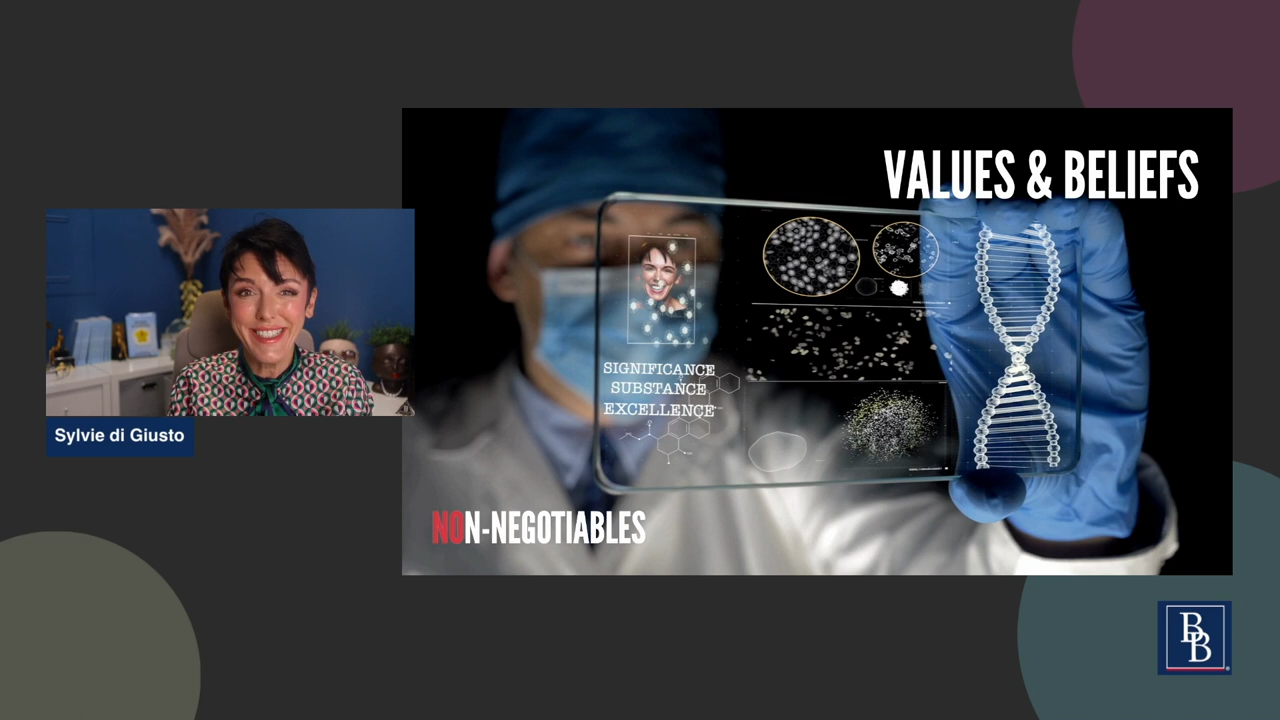 VALUES & BELIEFS
SIGNIFICANCE
SUBSTANCE
EXCELLENCE
Sylvie di Giusto
NON-NEGOTIABLES
BB